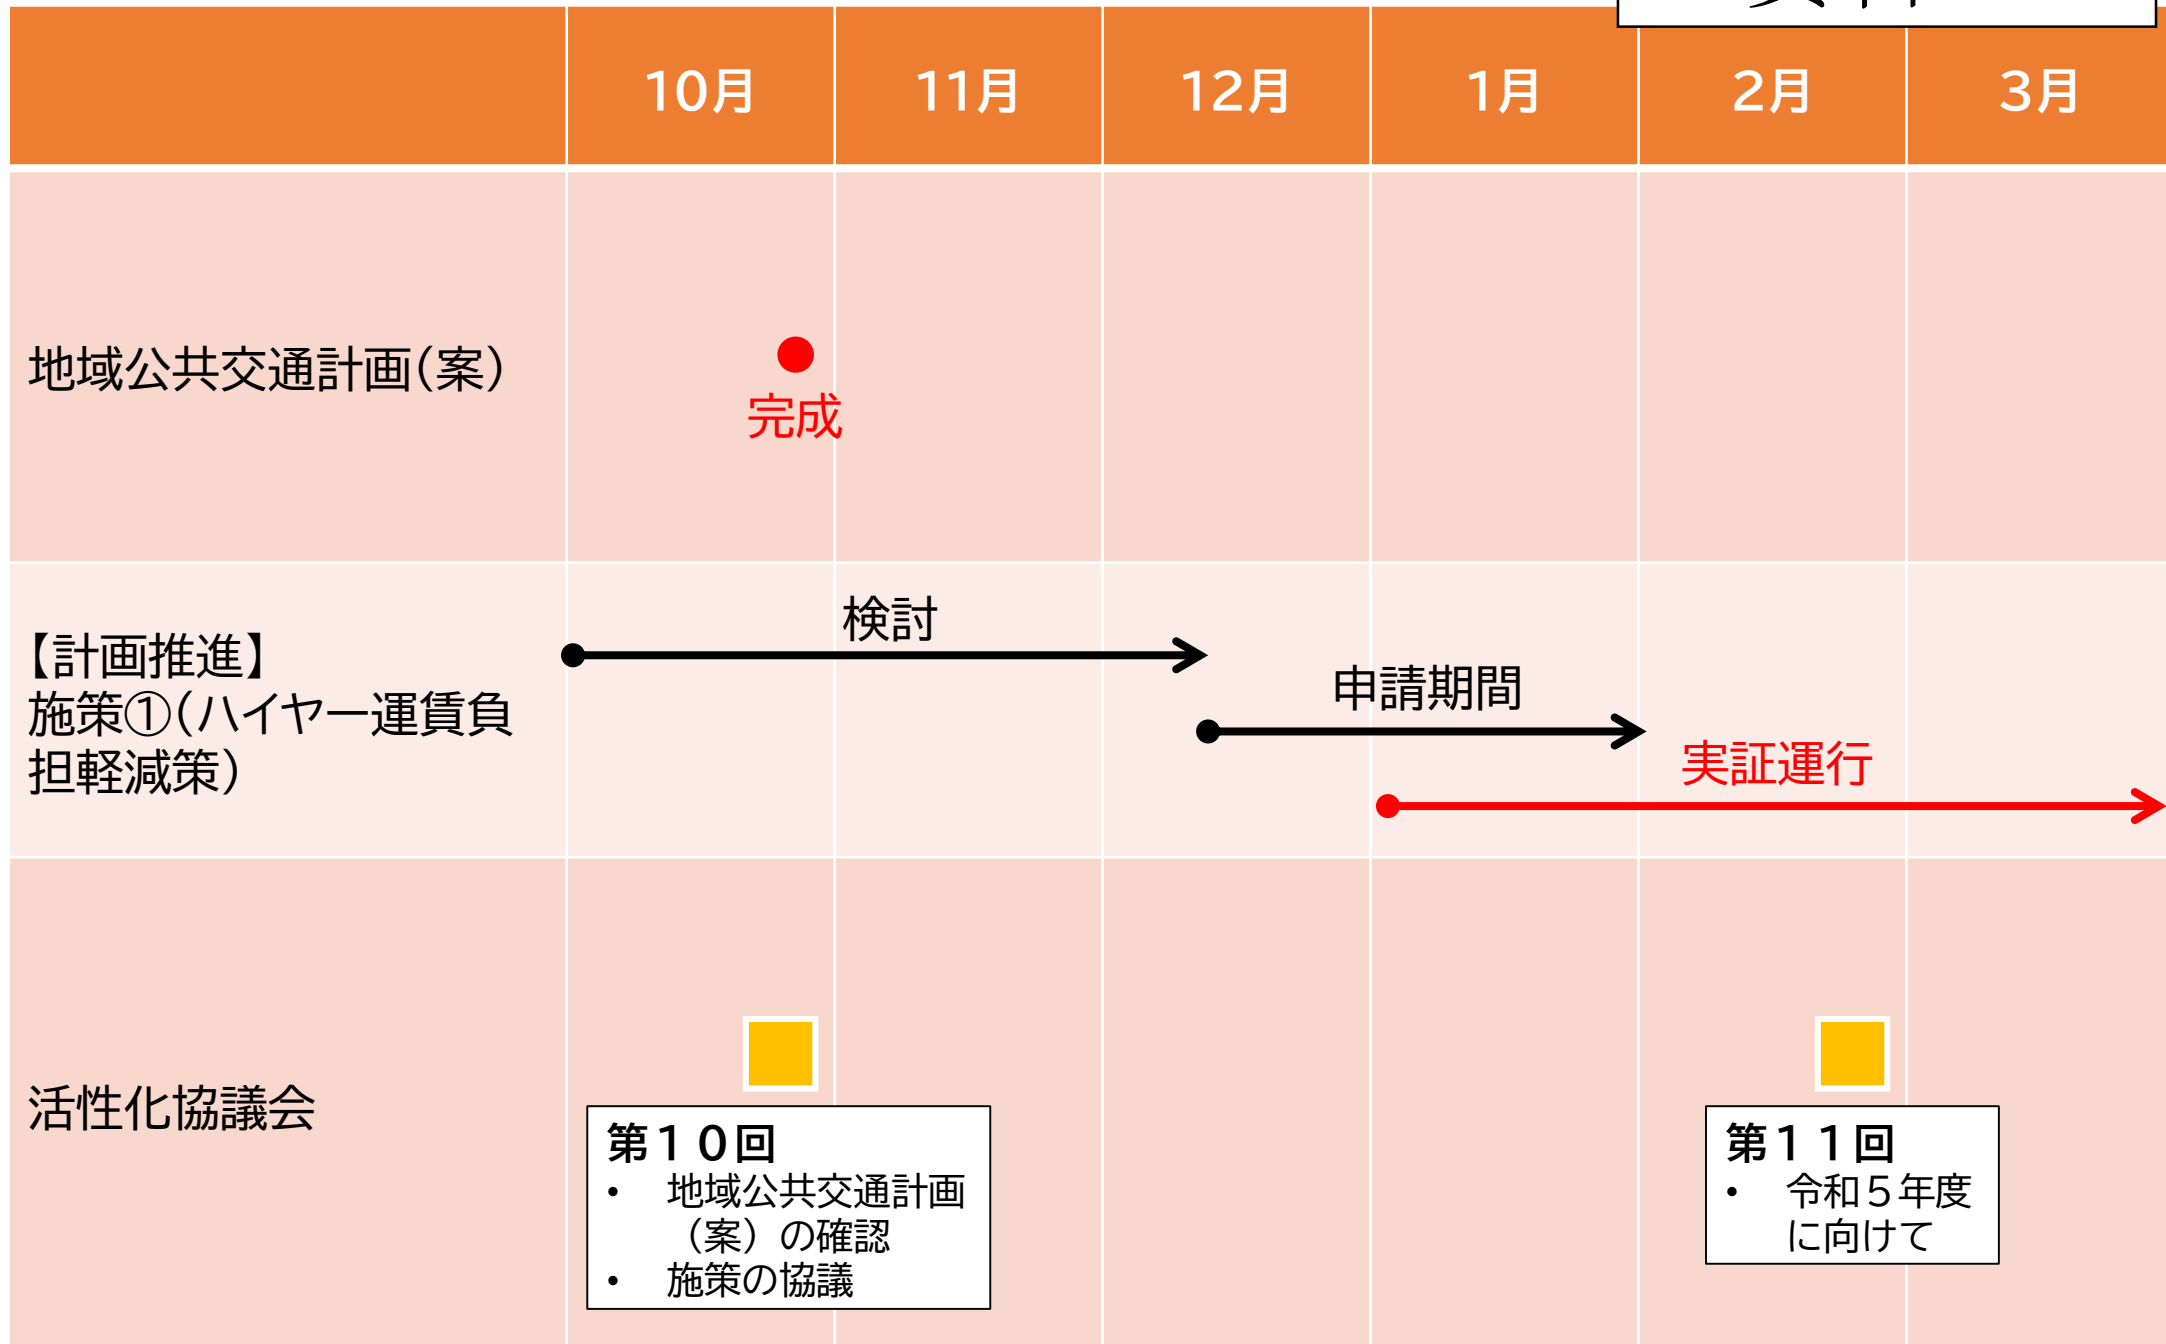 10月 11月 12月 1月 2月 3月
地域公共交通計画(案)
完成
【計画推進】
施策①(ハイヤー運賃負
担軽減策)
検討
申請期間
実証運行
活性化協議会
第１０回
• 地域公共交通計画
（案）の確認
• 施策の協議
第１１回
• 令和５年度
に向けて